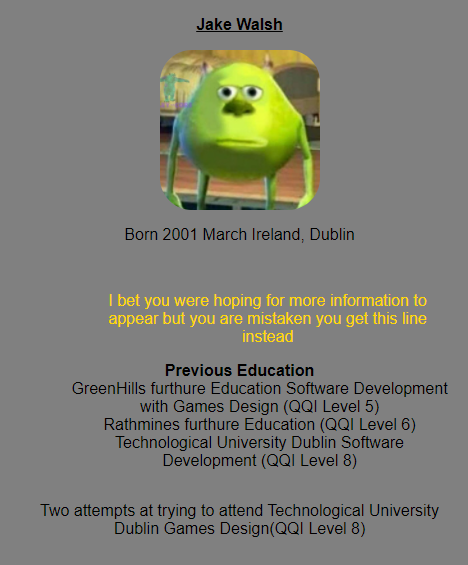 Jake Walsh
Born 2001 March Ireland, Dublin
I bet you were hoping for more information to
appear but you are mistaken you get this line
instead
Previous Education
GreenHills furthure Education Software Development
with Games Design (QQI Level 5)
Rathmines furthure Education (QQI Level 6)
Technological University Dublin Software
Development (QQI Level 8)
Two attempts at trying to attend Technological University
Dublin Games Design(QQI Level 8)